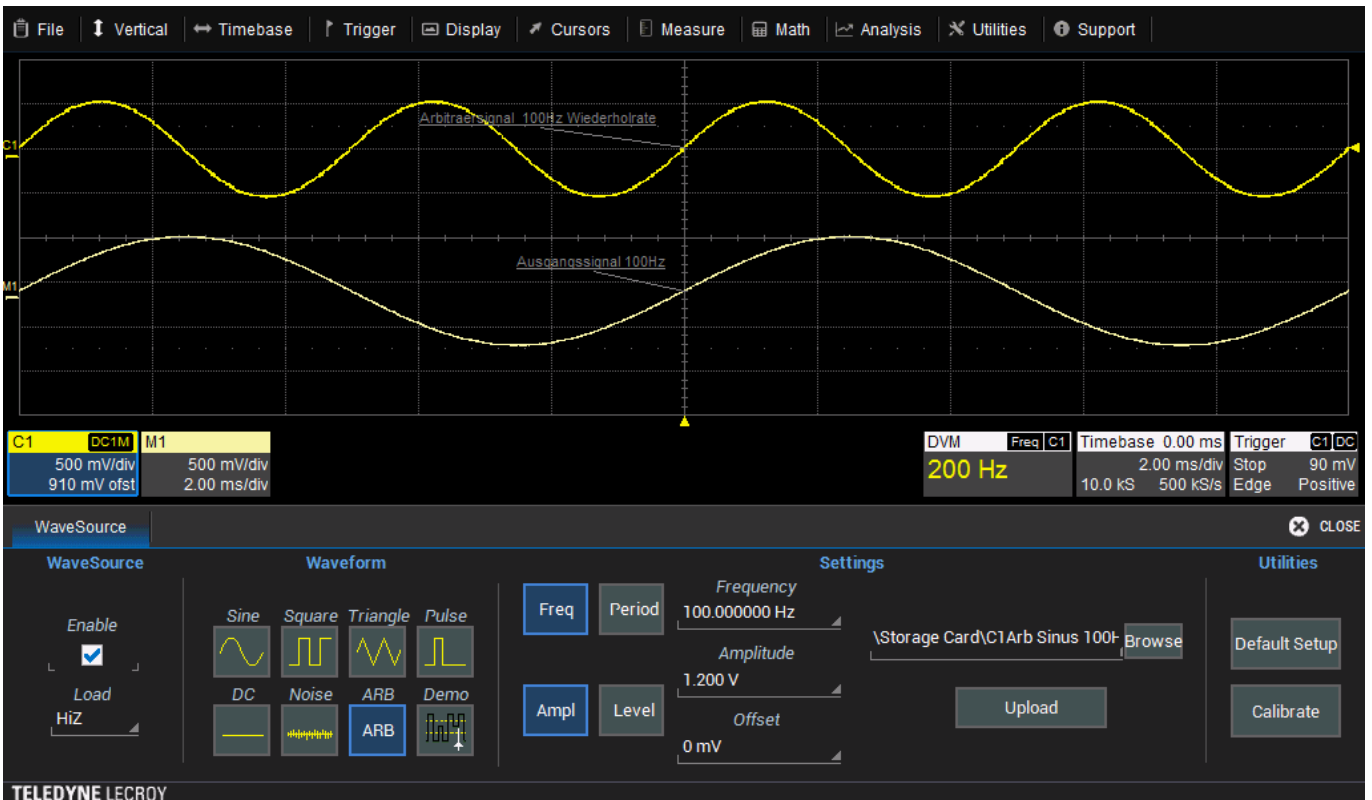 File Vertical Timebase Trigger Display Cursors Measure Math Analysis Utilities Support
C1
Arbitraersignal 100Hz Wiederholrate
M1
Ausgangssignal 100Hz
C1 DC1M
500 mV/div
910 mV ofst
M1
500 mV/div
2.00 ms/div
DVM Freq C1
200 Hz
Timebase 0.00 ms
2.00 ms/div
10.0 kS 500 kS/s
Trigger C1 DC
Stop 90 mV
Edge Positive
WaveSource CLOSE
WaveSource
Enable
Load
HiZ
Waveform
Sine Square Triangle Pulse
DC Noise ARB Demo
ARB
Settings
Freq Period
Frequency
100.000000 Hz
Amplitude
1.200 V
Ampl Level
Offset
0 mV
\Storage Card\C1Arb Sinus 100H Browse
Upload
Utilities
Default Setup
Calibrate
TELEDYNE LECROY